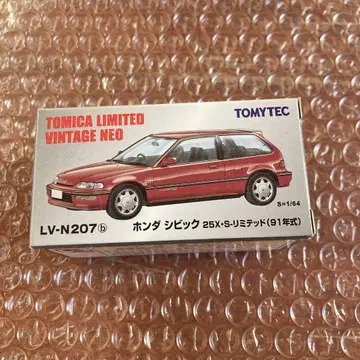 TOMICA LIMITED
VINTAGE NEO
TOMYTEC
S=1/64
LV-N207ⓑ ホンダ シビック 25X・S-リミテッド(91年式)